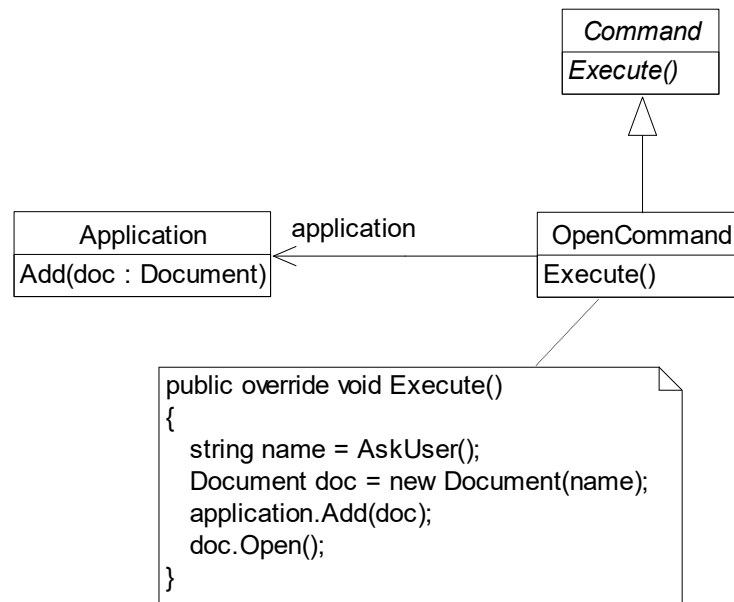 Command
Execute()
Application
Add(doc : Document)
application
OpenCommand
Execute()
public override void Execute()
{
string name = AskUser();
Document doc = new Document(name);
application.Add(doc);
doc.Open();
}